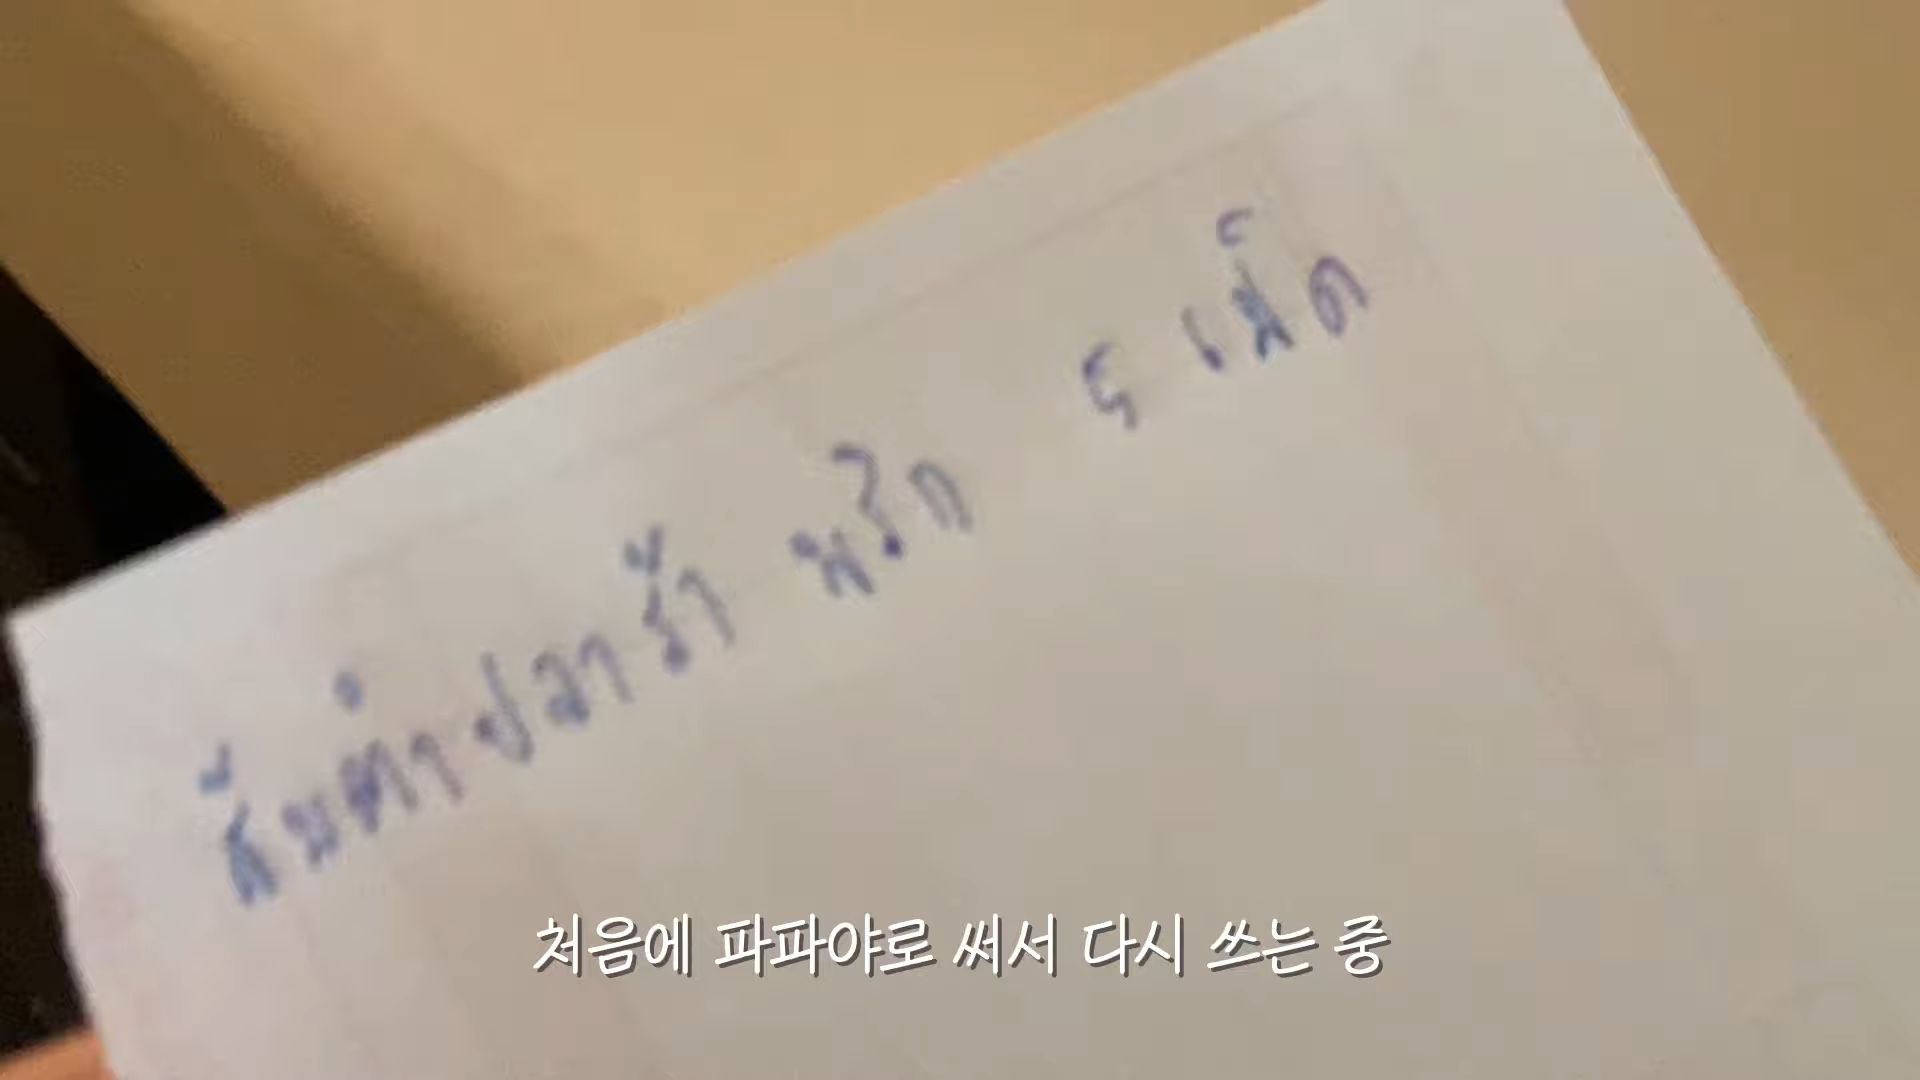 ส้มตำปลาร้า พริก 5 เม็ด
처음에 파파야로 써서 다시 쓰는 중